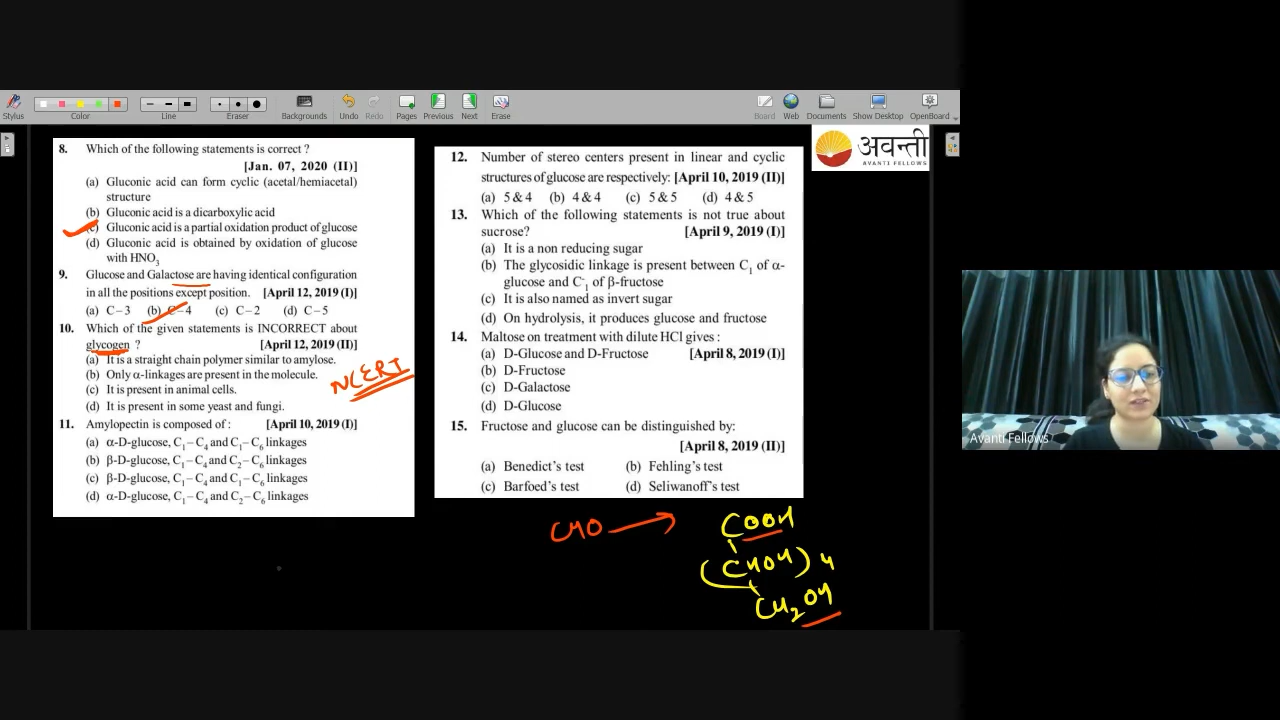 Stylus
Color
Line
Eraser
Backgrounds
Undo
Redo
Pages
Previous
Next
Erase
Board
Web
Documents
Show Desktop
OpenBoard
अवन्ती
AVANTI FELLOWS
8. Which of the following statements is correct ?
[Jan. 07, 2020 (II)]
(a) Gluconic acid can form cyclic (acetal/hemiacetal)
structure
(b) Gluconic acid is a dicarboxylic acid
(c) Gluconic acid is a partial oxidation product of glucose
(d) Gluconic acid is obtained by oxidation of glucose
with HNO3
9. Glucose and Galactose are having identical configuration
in all the positions except position. [April 12, 2019 (I)]
(a) C–3 (b) C–4 (c) C–2 (d) C–5
10. Which of the given statements is INCORRECT about
glycogen ? [April 12, 2019 (II)]
(a) It is a straight chain polymer similar to amylose.
(b) Only α-linkages are present in the molecule.
(c) It is present in animal cells.
(d) It is present in some yeast and fungi.
NCERT
11. Amylopectin is composed of : [April 10, 2019 (I)]
(a) α-D-glucose, C1–C4 and C1–C6 linkages
(b) β-D-glucose, C1–C4 and C2–C6 linkages
(c) β-D-glucose, C1–C4 and C1–C6 linkages
(d) α-D-glucose, C1–C4 and C2–C6 linkages
12. Number of stereo centers present in linear and cyclic
structures of glucose are respectively: [April 10, 2019 (II)]
(a) 5 & 4 (b) 4 & 4 (c) 5 & 5 (d) 4 & 5
13. Which of the following statements is not true about
sucrose? [April 9, 2019 (I)]
(a) It is a non reducing sugar
(b) The glycosidic linkage is present between C1 of α-
glucose and C1 of β-fructose
(c) It is also named as invert sugar
(d) On hydrolysis, it produces glucose and fructose
14. Maltose on treatment with dilute HCl gives :
(a) D-Glucose and D-Fructose [April 8, 2019 (I)]
(b) D-Fructose
(c) D-Galactose
(d) D-Glucose
15. Fructose and glucose can be distinguished by:
[April 8, 2019 (II)]
(a) Benedict's test (b) Fehling's test
(c) Barfoed's test (d) Seliwanoff's test
CHO → COOH
(CHOH)4
CH2OH
Avanti Fellows